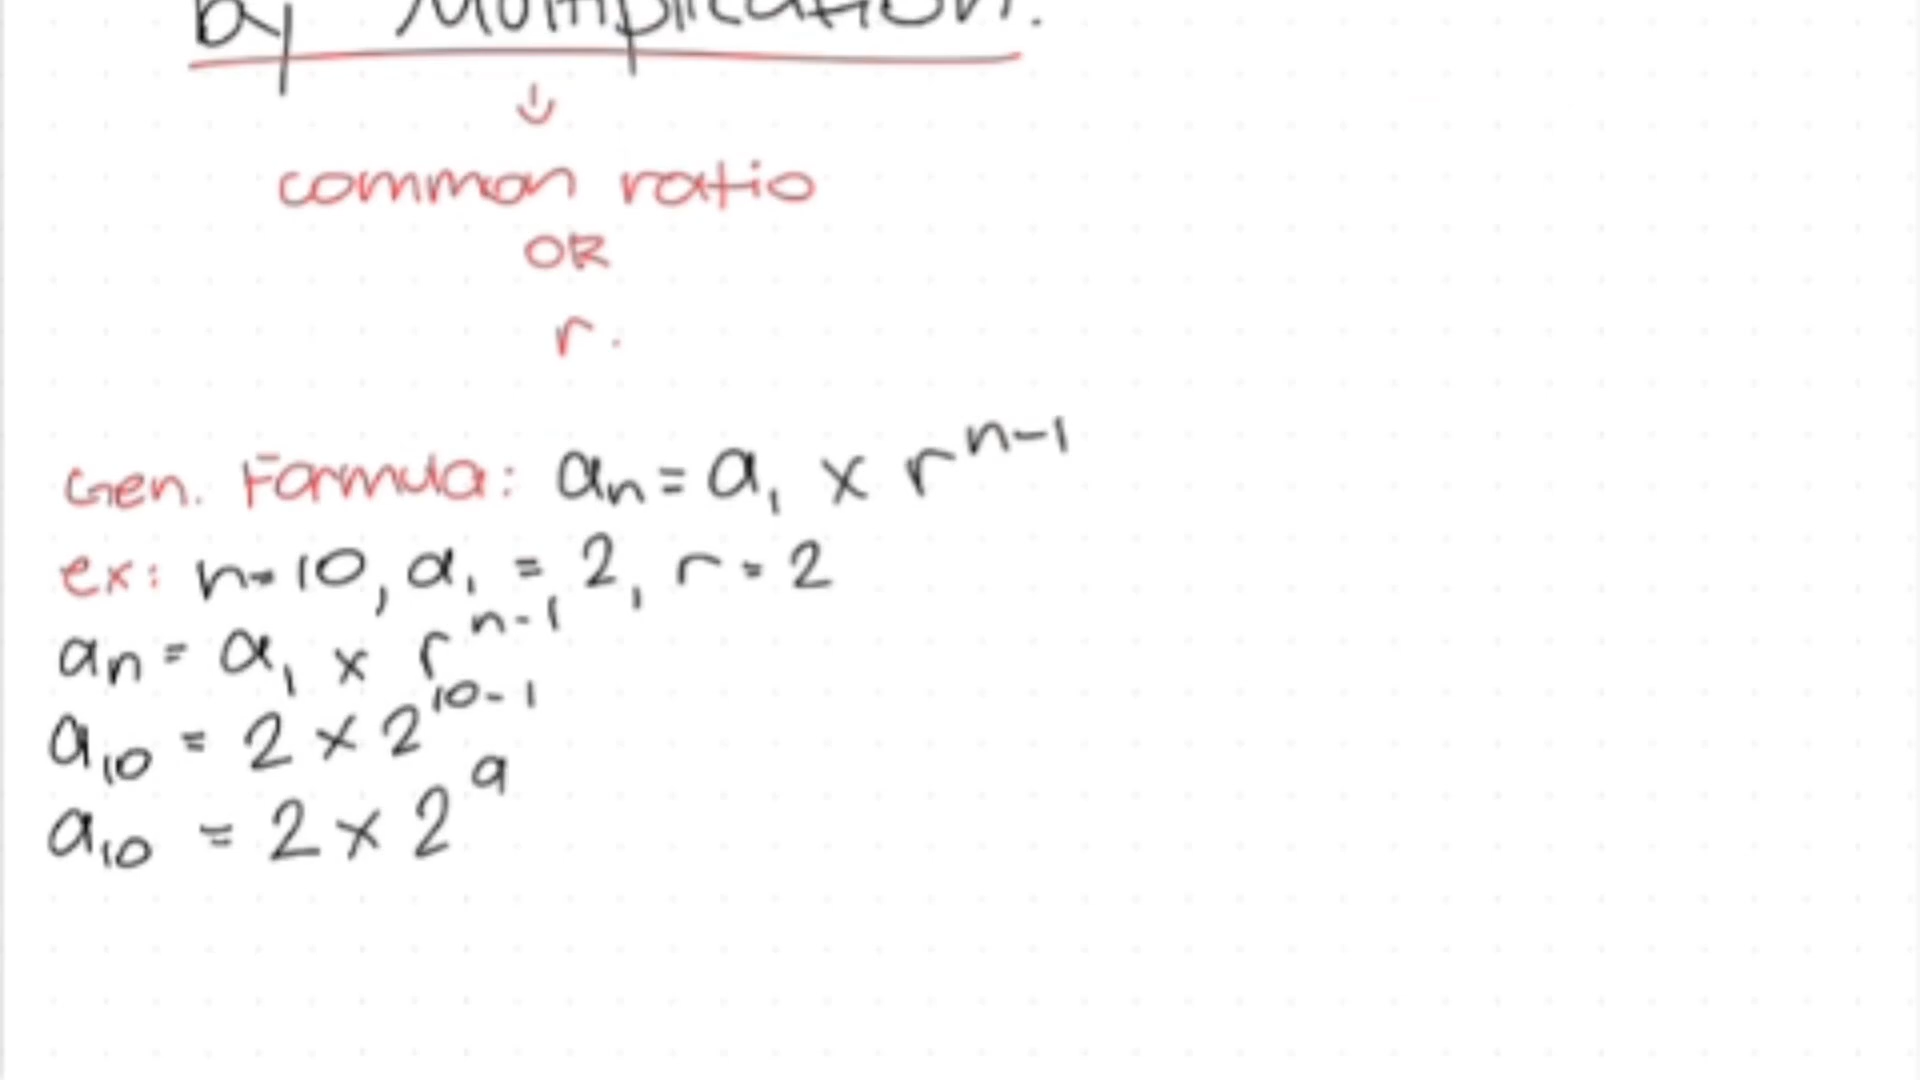 by Multiplication.
↓
common ratio
OR
r.
Gen. Formula: aₙ = a₁ × rⁿ⁻¹
ex: n = 10, a₁ = 2, r = 2
aₙ = a₁ × rⁿ⁻¹
a₁₀ = 2 × 2¹⁰⁻¹
a₁₀ = 2 × 2⁹